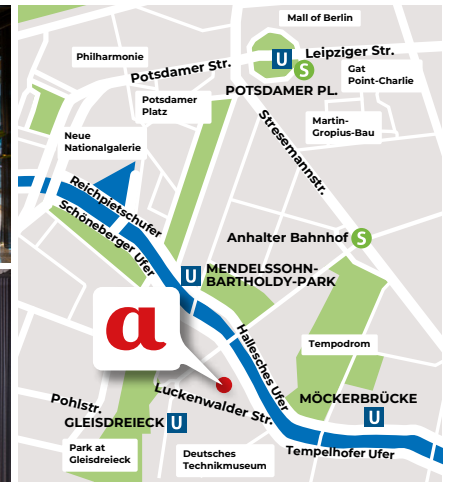 Mall of Berlin
Philharmonie
Potsdamer Str.
U
Leipziger Str.
S
Gat
Point-Charlie
POTSDAMER PL.
Potsdamer
Platz
Martin-
Gropius-Bau
Stresemannstr.
Neue
Nationalgalerie
Reichpietschufer
Schöneberger Ufer
Anhalter Bahnhof
S
U
MENDELSSOHN-
BARTHOLDY-PARK
a
Hallesches Ufer
Tempodrom
Luckenwalder Str.
Pohlstr.
GLEISDREIECK
U
MÖCKERBRÜCKE
U
Park at
Gleisdreieck
Deutsches
Technikmuseum
Tempelhofer Ufer